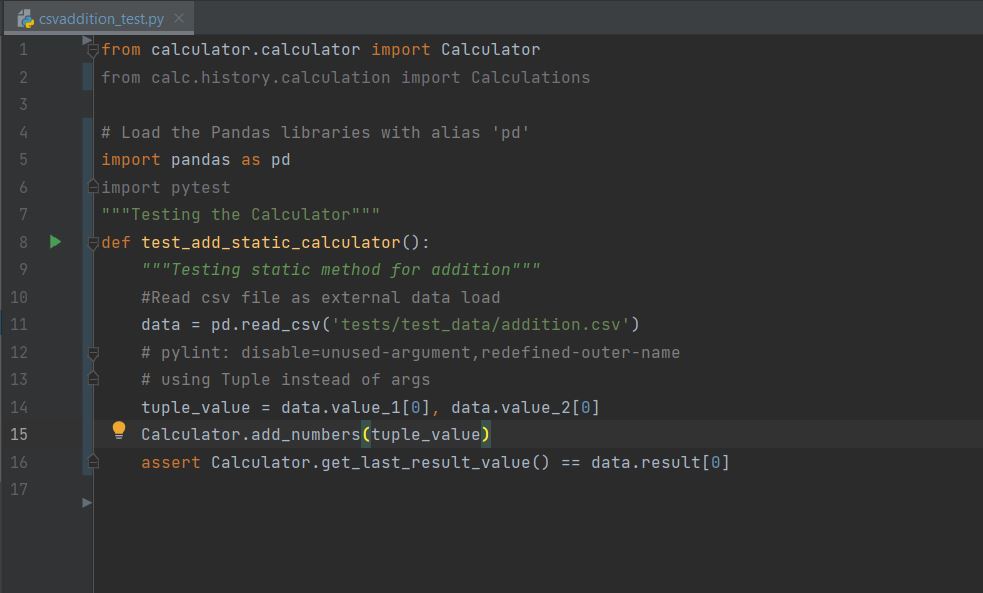 csvaddition_test.py
1 from calculator.calculator import Calculator
2 from calc.history.calculation import Calculations
3
4 # Load the Pandas libraries with alias 'pd'
5 import pandas as pd
6 import pytest
7 """Testing the Calculator"""
8 def test_add_static_calculator():
9     """Testing static method for addition"""
10     #Read csv file as external data load
11     data = pd.read_csv('tests/test_data/addition.csv')
12     # pylint: disable=unused-argument,redefined-outer-name
13     # using Tuple instead of args
14     tuple_value = data.value_1[0], data.value_2[0]
15     Calculator.add_numbers(tuple_value)
16     assert Calculator.get_last_result_value() == data.result[0]
17